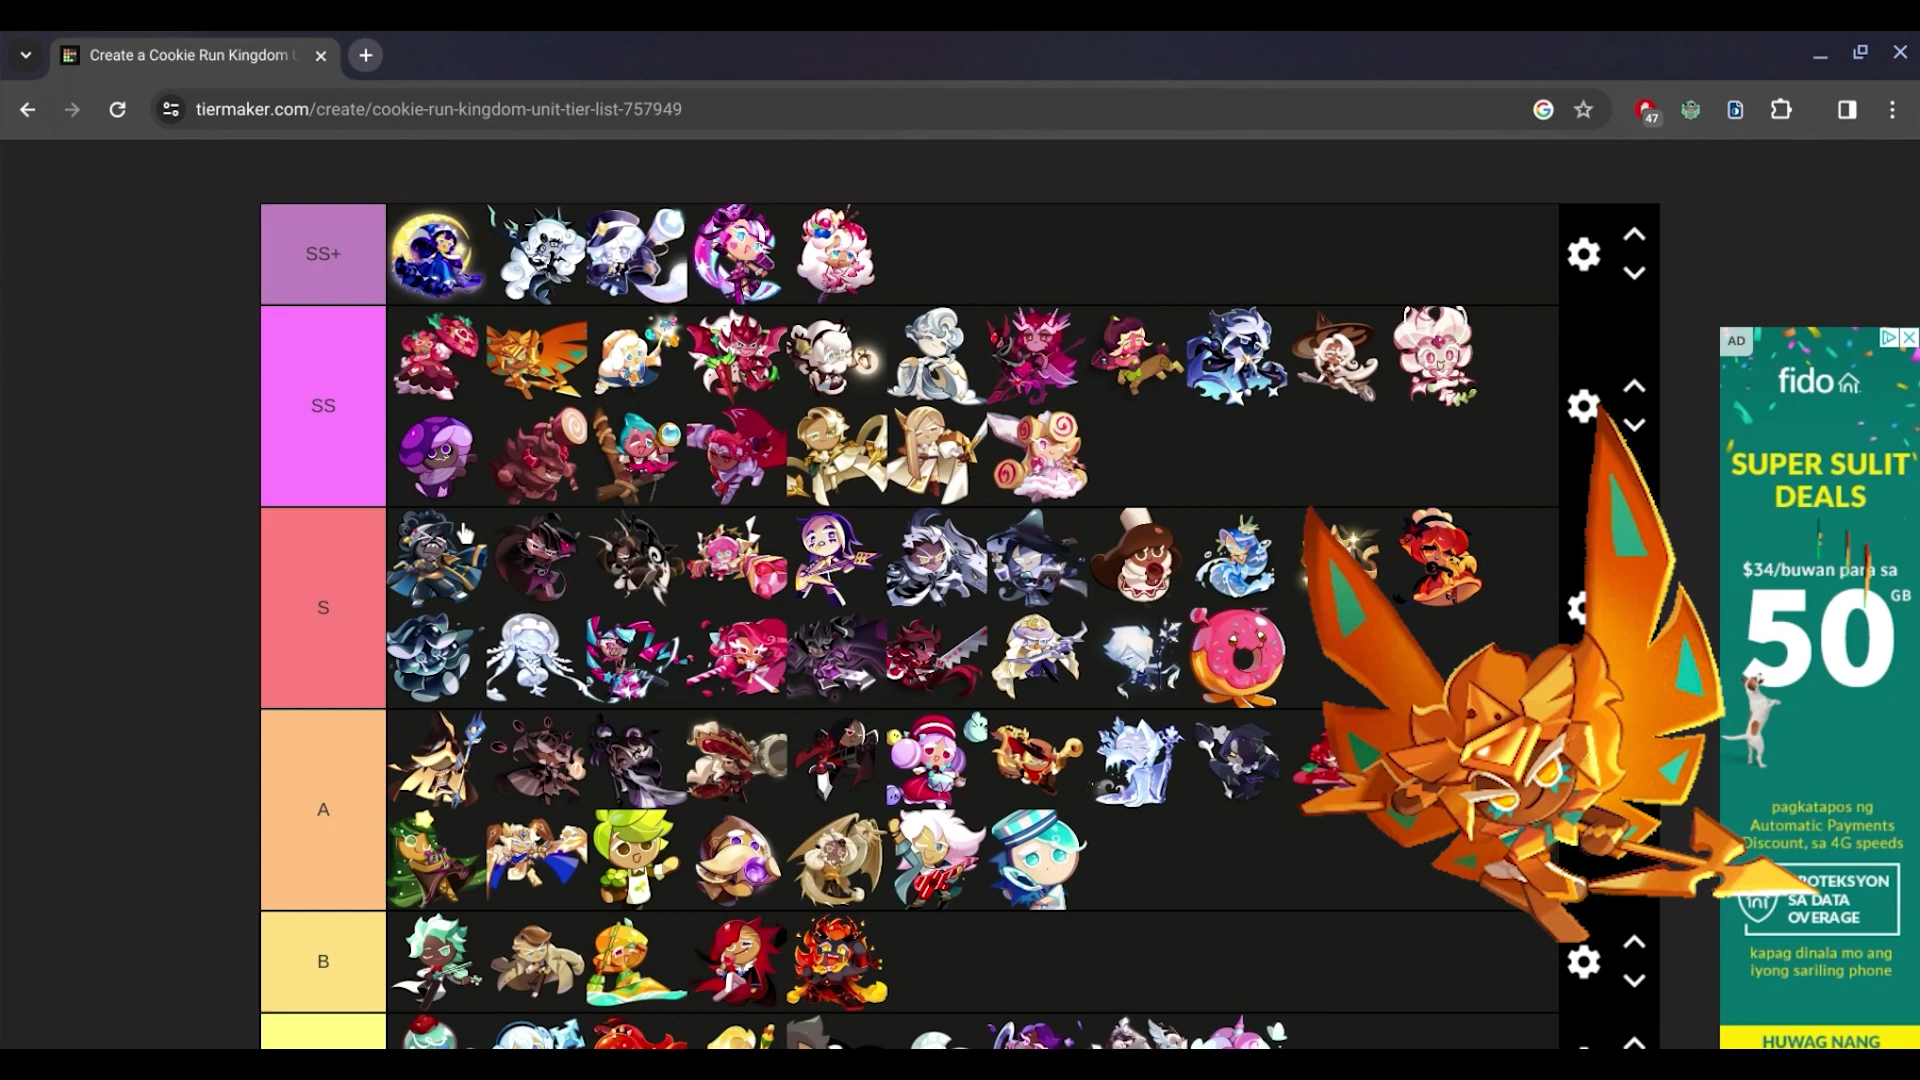 Create a Cookie Run Kingdom
tiermaker.com/create/cookie-run-kingdom-unit-tier-list-757949
47
SS+
SS
S
A
B
AD
fido
SUPER SULIT
DEALS
$34/buwan para sa
50
GB
pagkatapos ng
Automatic Payments
Discount, sa 4G speeds
SA DATA
OVERAGE
kapag dinala mo ang
iyong sariling phone
HUWAG NANG